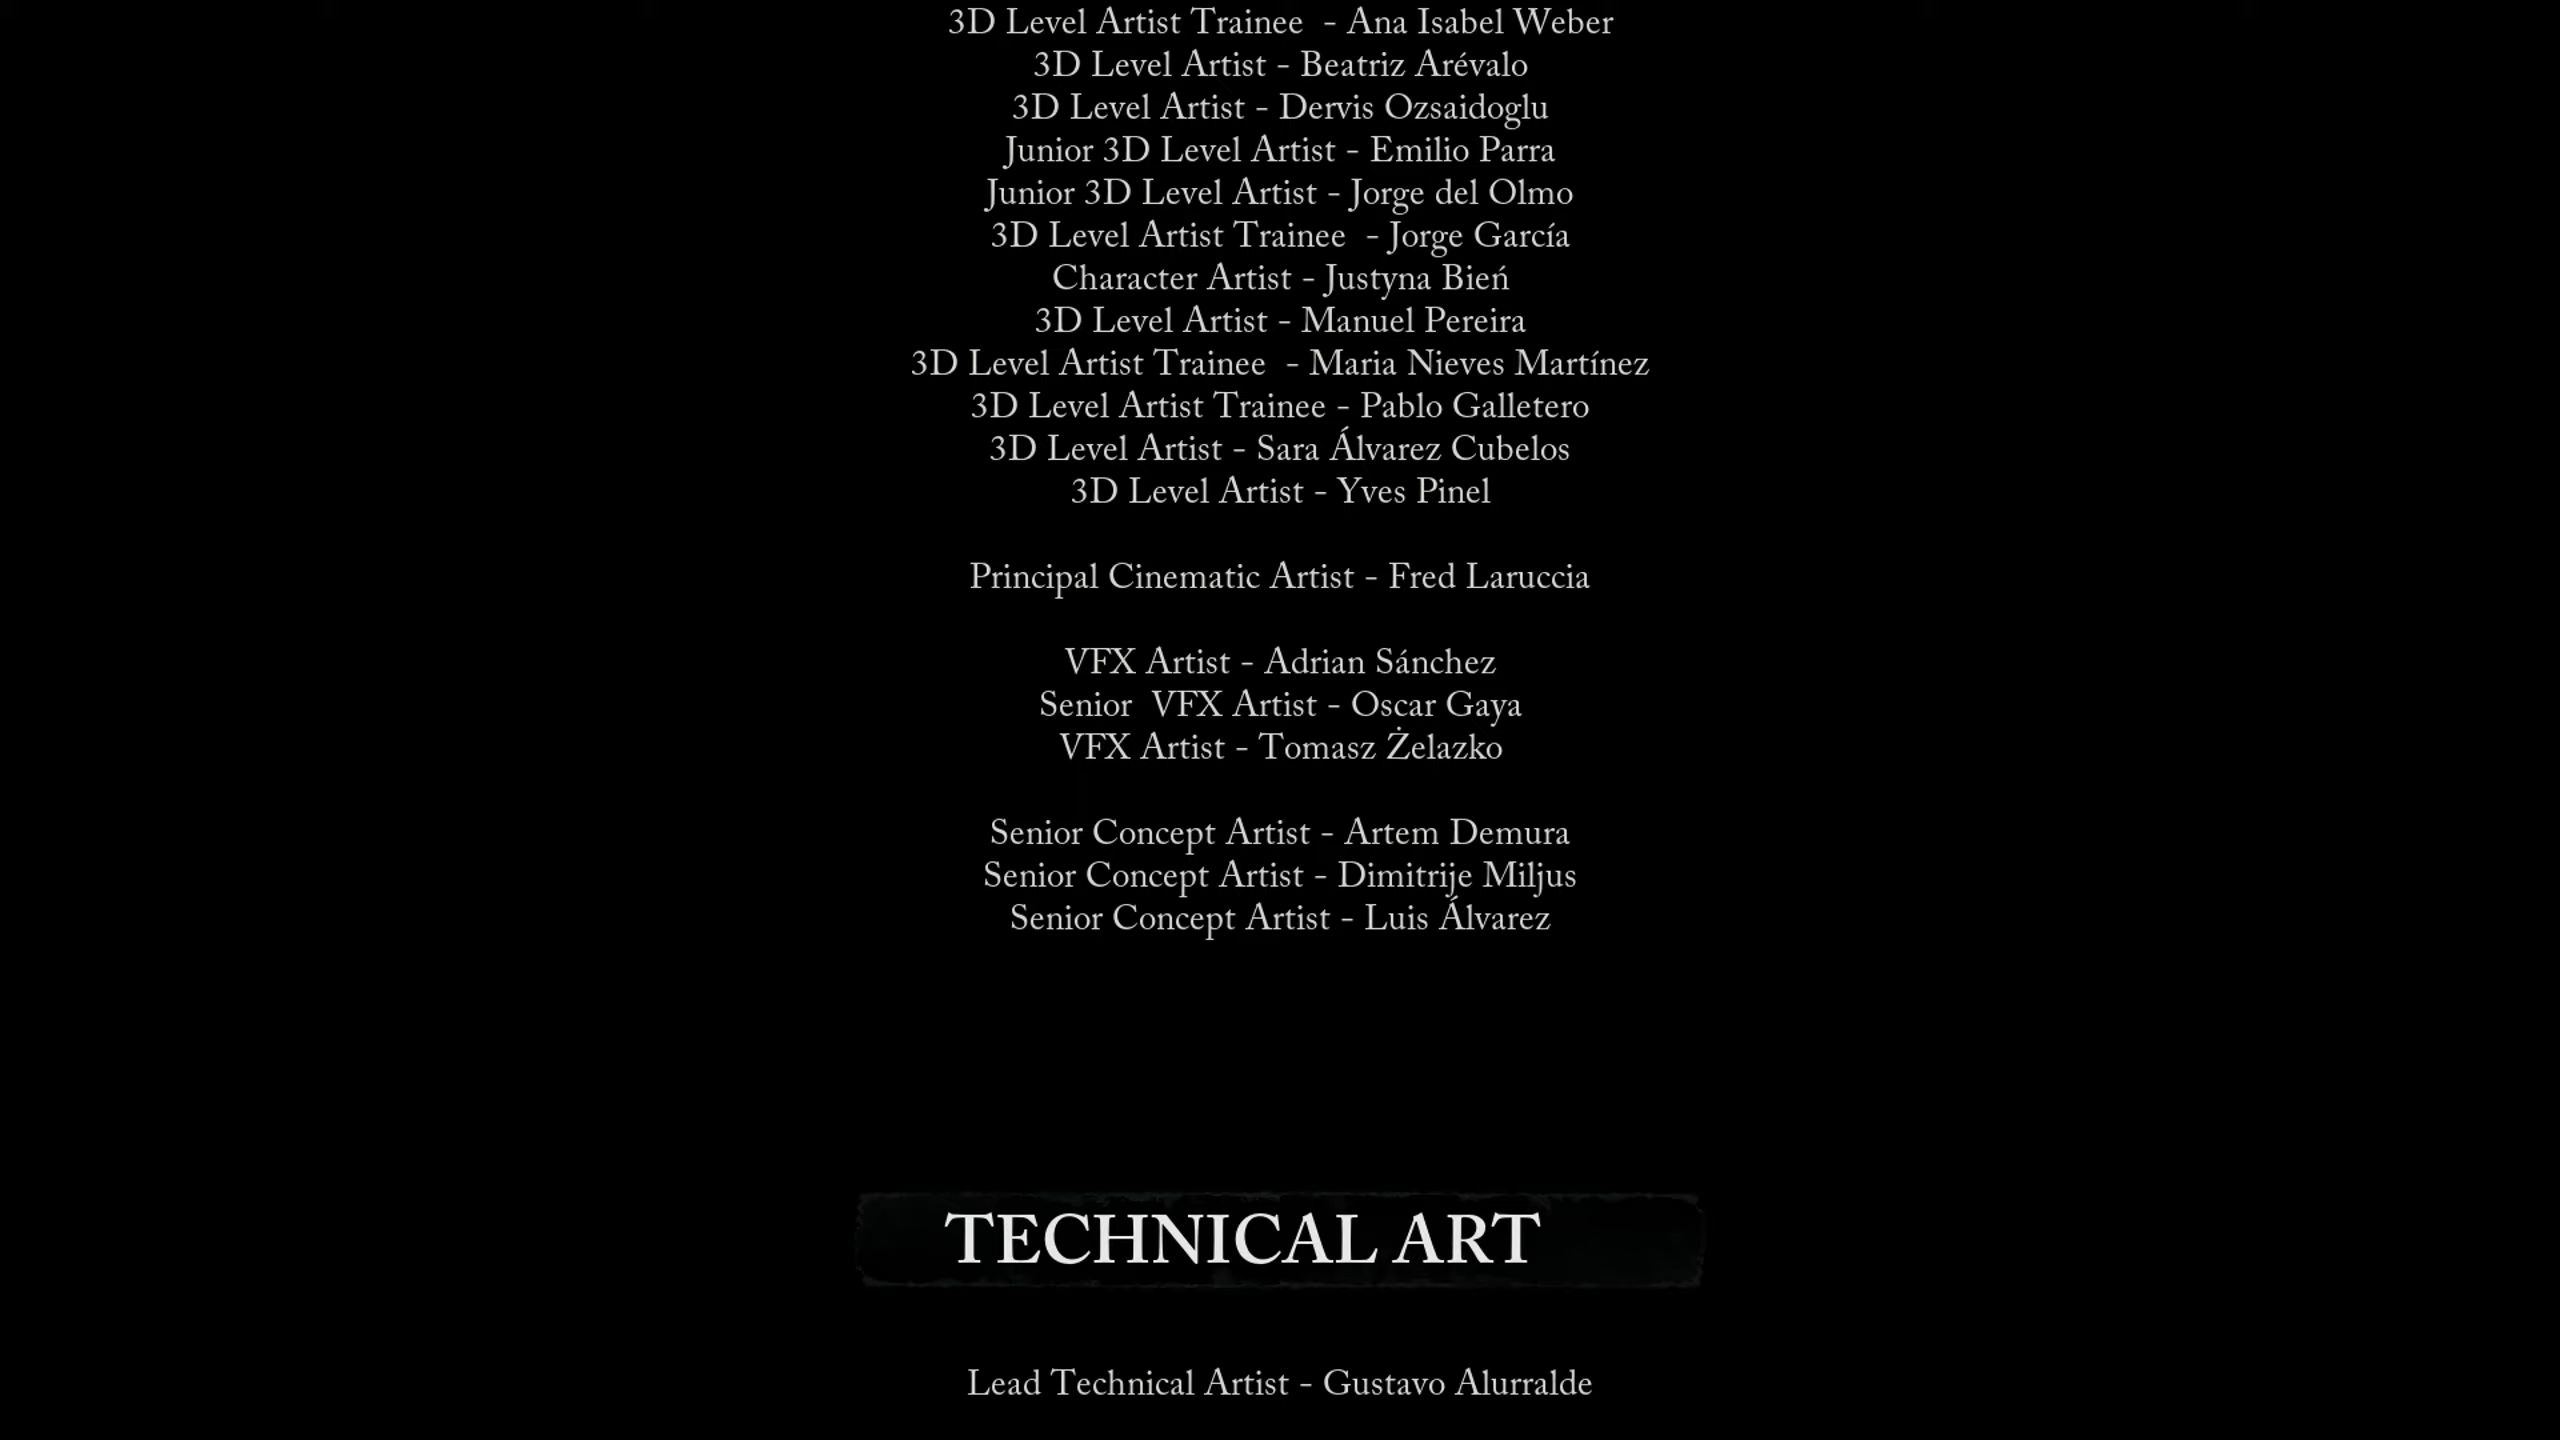 3D Level Artist Trainee  - Ana Isabel Weber
3D Level Artist - Beatriz Arévalo
3D Level Artist - Dervis Ozsaidoglu
Junior 3D Level Artist - Emilio Parra
Junior 3D Level Artist - Jorge del Olmo
3D Level Artist Trainee  - Jorge García
Character Artist - Justyna Bień
3D Level Artist - Manuel Pereira
3D Level Artist Trainee  - Maria Nieves Martínez
3D Level Artist Trainee - Pablo Galletero
3D Level Artist - Sara Álvarez Cubelos
3D Level Artist - Yves Pinel
Principal Cinematic Artist - Fred Laruccia
VFX Artist - Adrian Sánchez
Senior  VFX Artist - Oscar Gaya
VFX Artist - Tomasz Żelazko
Senior Concept Artist - Artem Demura
Senior Concept Artist - Dimitrije Miljus
Senior Concept Artist - Luis Álvarez
TECHNICAL ART
Lead Technical Artist - Gustavo Alurralde